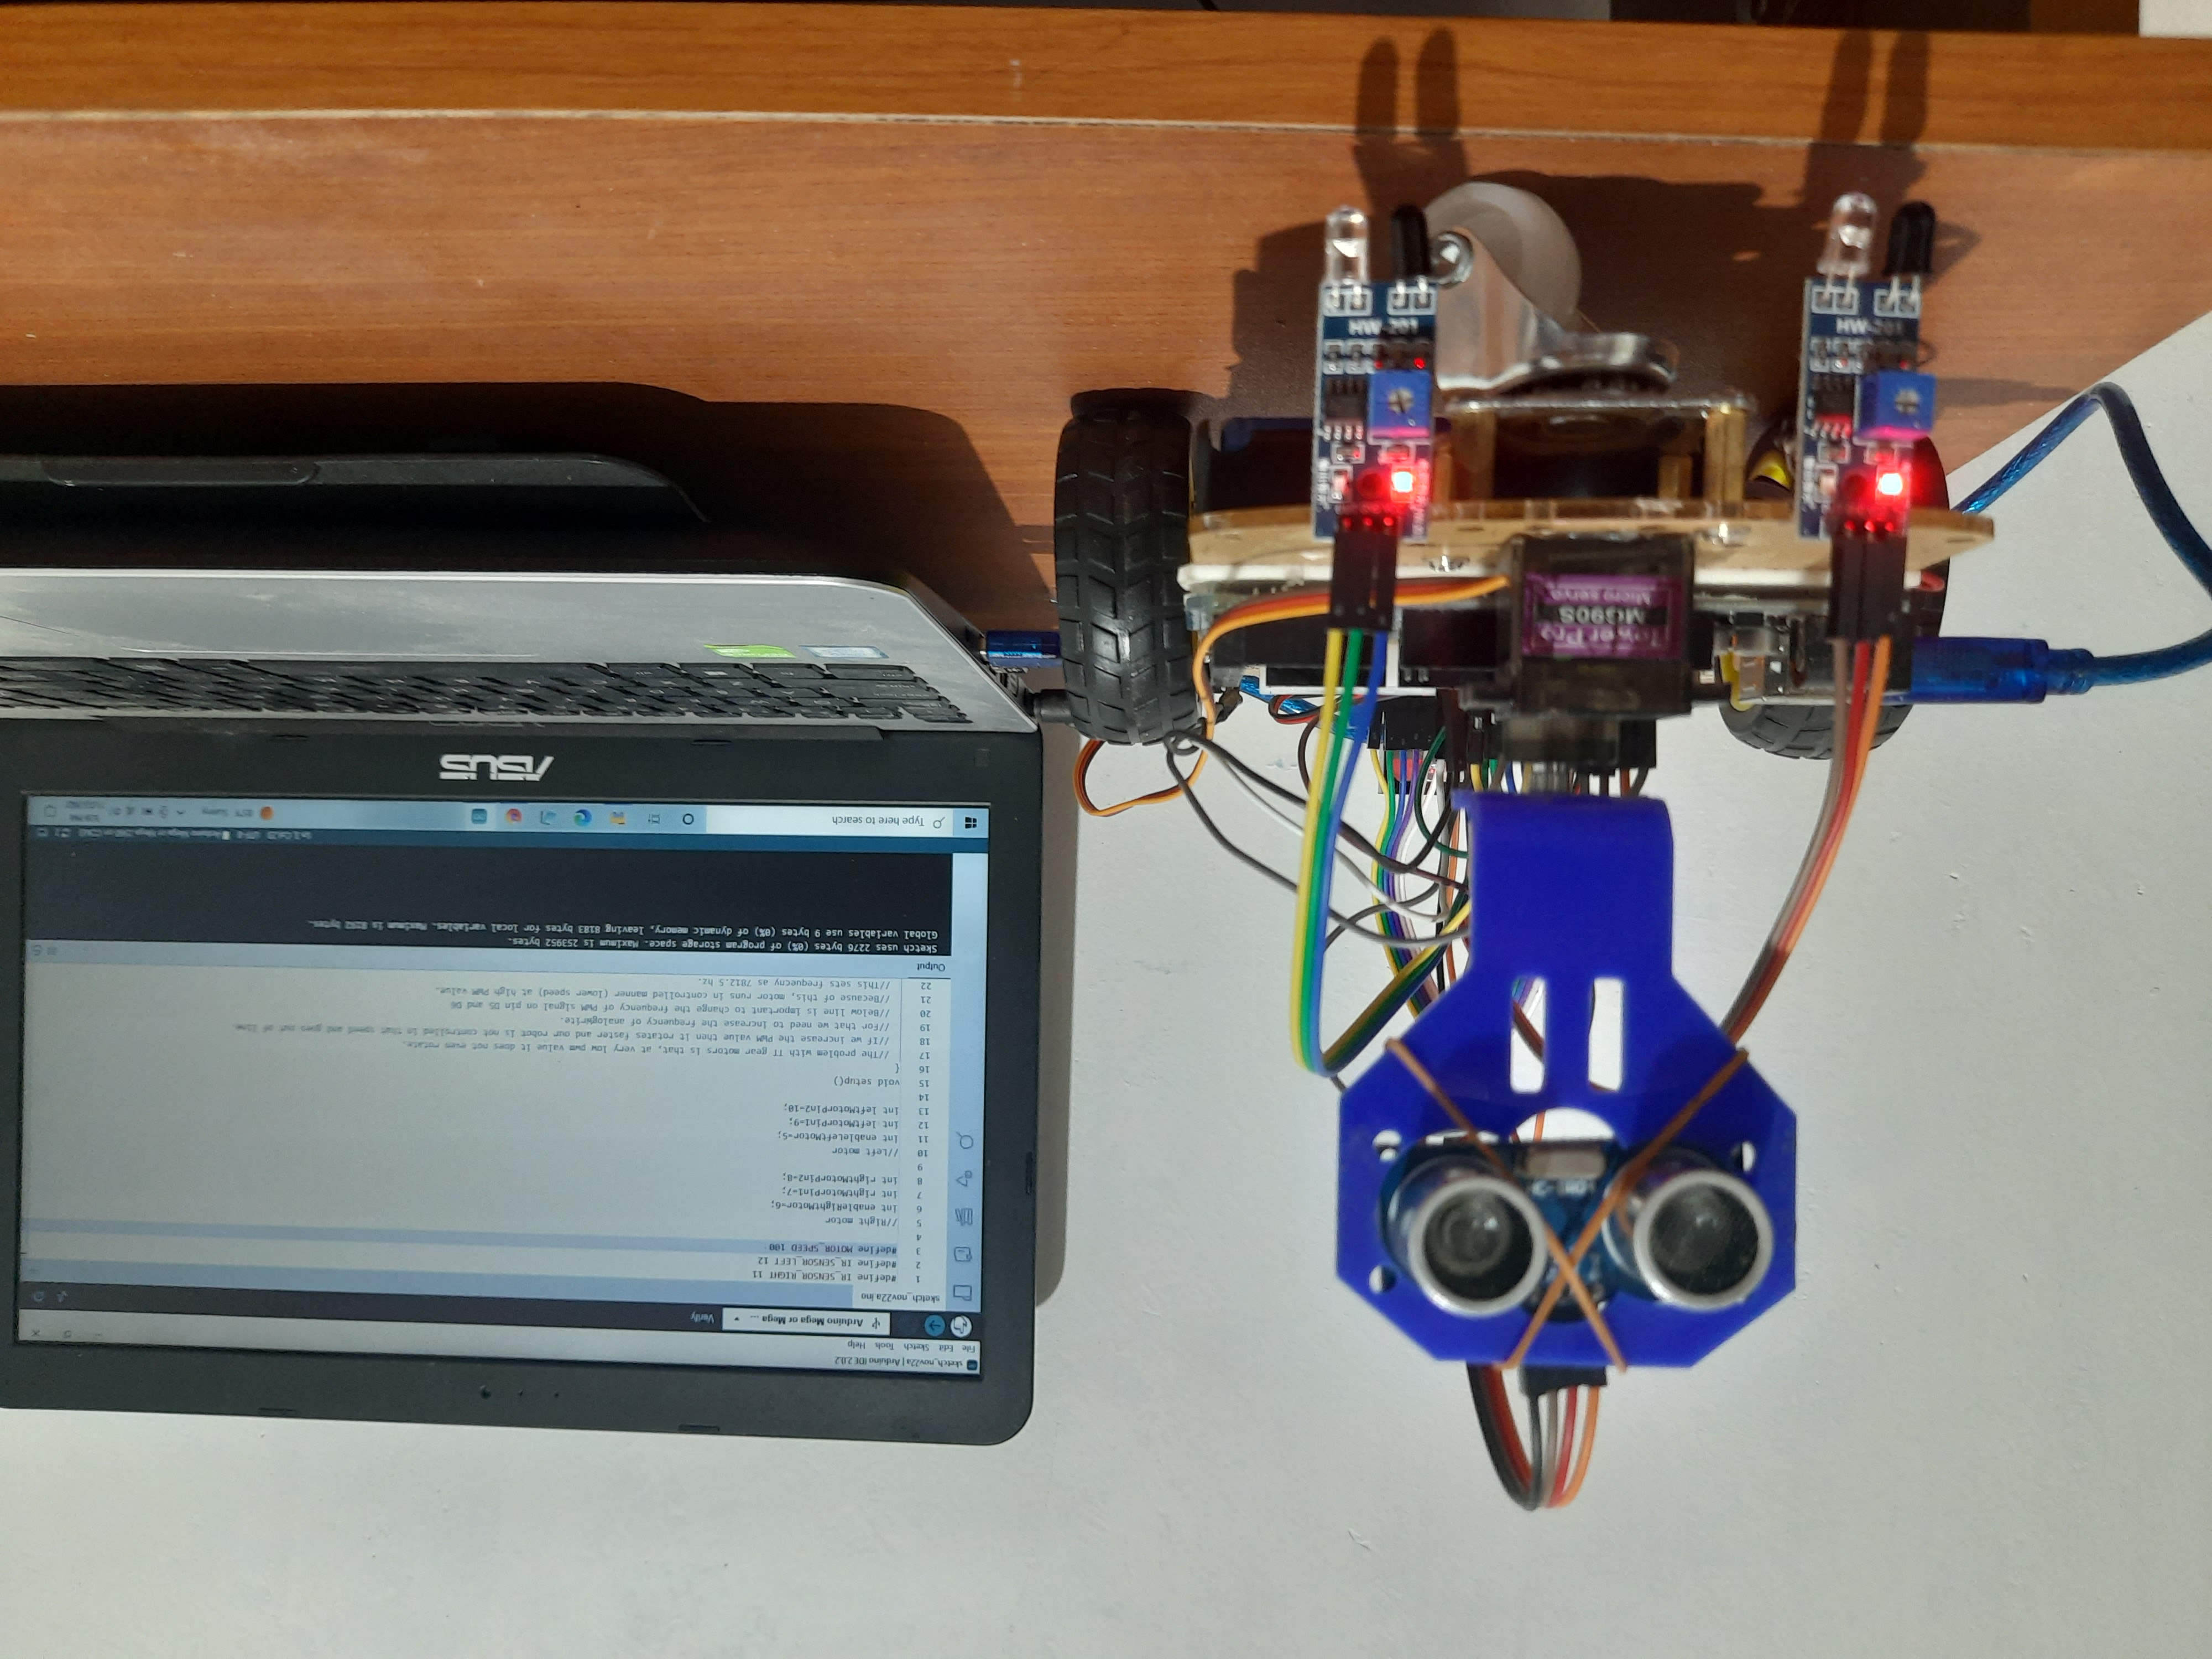 sketch_nov22a | Arduino IDE 2.0.2
File Edit Sketch Tools Help
Arduino Mega or Mega ...
Verify
sketch_nov22a.ino
1 #define IR_SENSOR_RIGHT 11
2 #define IR_SENSOR_LEFT 12
3 #define MOTOR_SPEED 100
4
5 //Right motor
6 int enableRightMotor=6;
7 int rightMotorPin1=7;
8 int rightMotorPin2=8;
9
10 //Left motor
11 int enableLeftMotor=5;
12 int leftMotorPin1=9;
13 int leftMotorPin2=10;
14
15 void setup()
16 {
17 //The problem with TT gear motors is that, at very low pwm value it does not even rotate.
18 //If we increase the PWM value then it rotates faster and our robot is not controlled in that speed and goes out of line.
19 //For that we need to increase the frequency of analogWrite.
20 //Below line is important to change the frequency of PWM signal on pin D5 and D6
21 //Because of this, motor runs in controlled manner (lower speed) at high PWM value.
22 //This sets frequecny as 7812.5 hz.
Output
Sketch uses 2276 bytes (0%) of program storage space. Maximum is 253952 bytes.
Global variables use 9 bytes (0%) of dynamic memory, leaving 8183 bytes for local variables. Maximum is 8192 bytes.
Type here to search
Sunny
ASUS
Tower Pro
MG90S
Micro servo
HW-201
HW-201